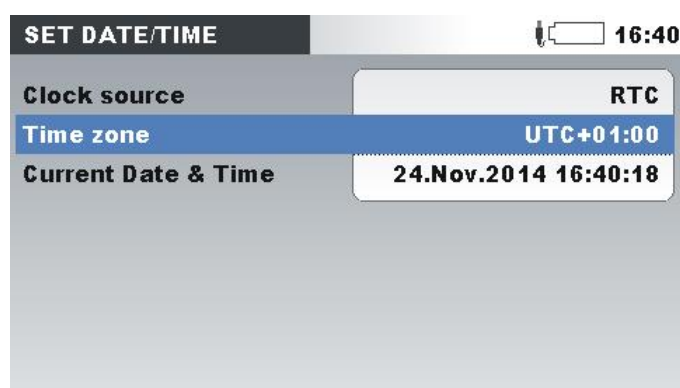 SET DATE/TIME 16:40
Clock source RTC
Time zone UTC+01:00
Current Date & Time 24.Nov.2014 16:40:18